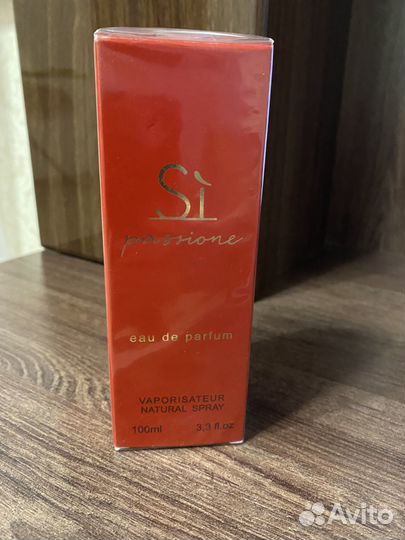 Sì
passione
eau de parfum
VAPORISATEUR
NATURAL SPRAY
100ml 3.3 fl.oz
Avito